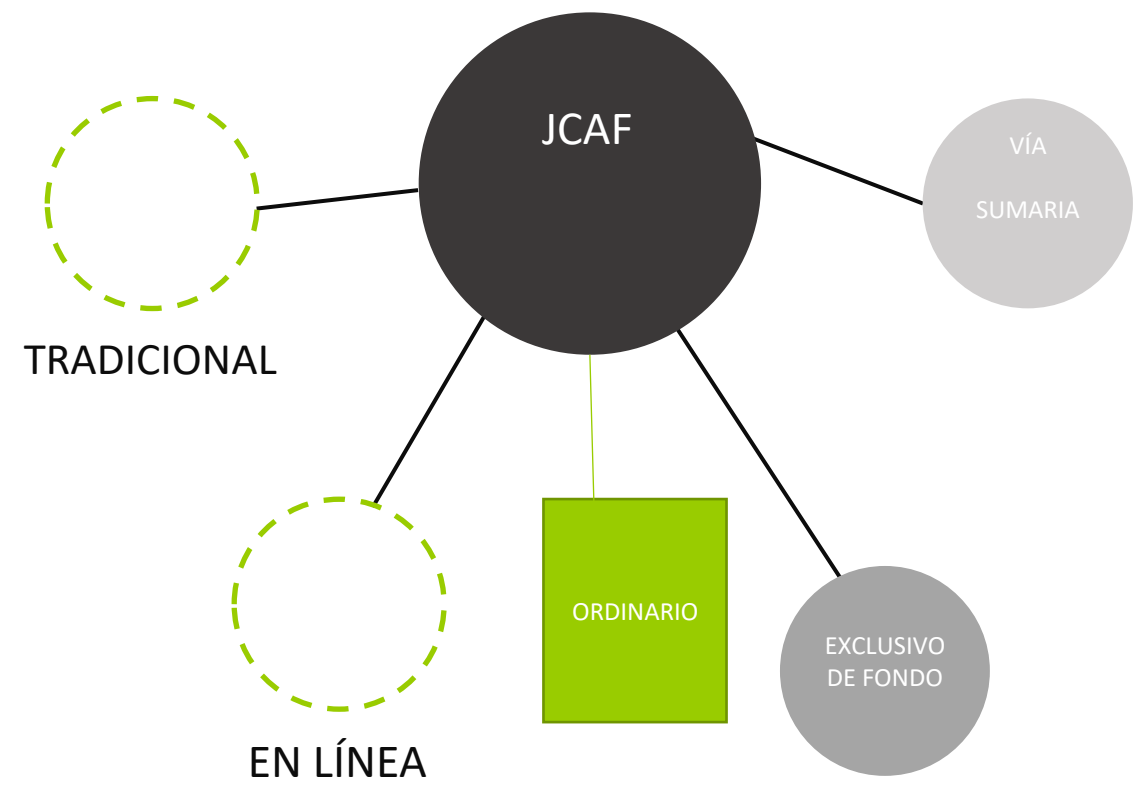 JCAF
VÍA
SUMARIA
TRADICIONAL
ORDINARIO
EXCLUSIVO
DE FONDO
EN LÍNEA